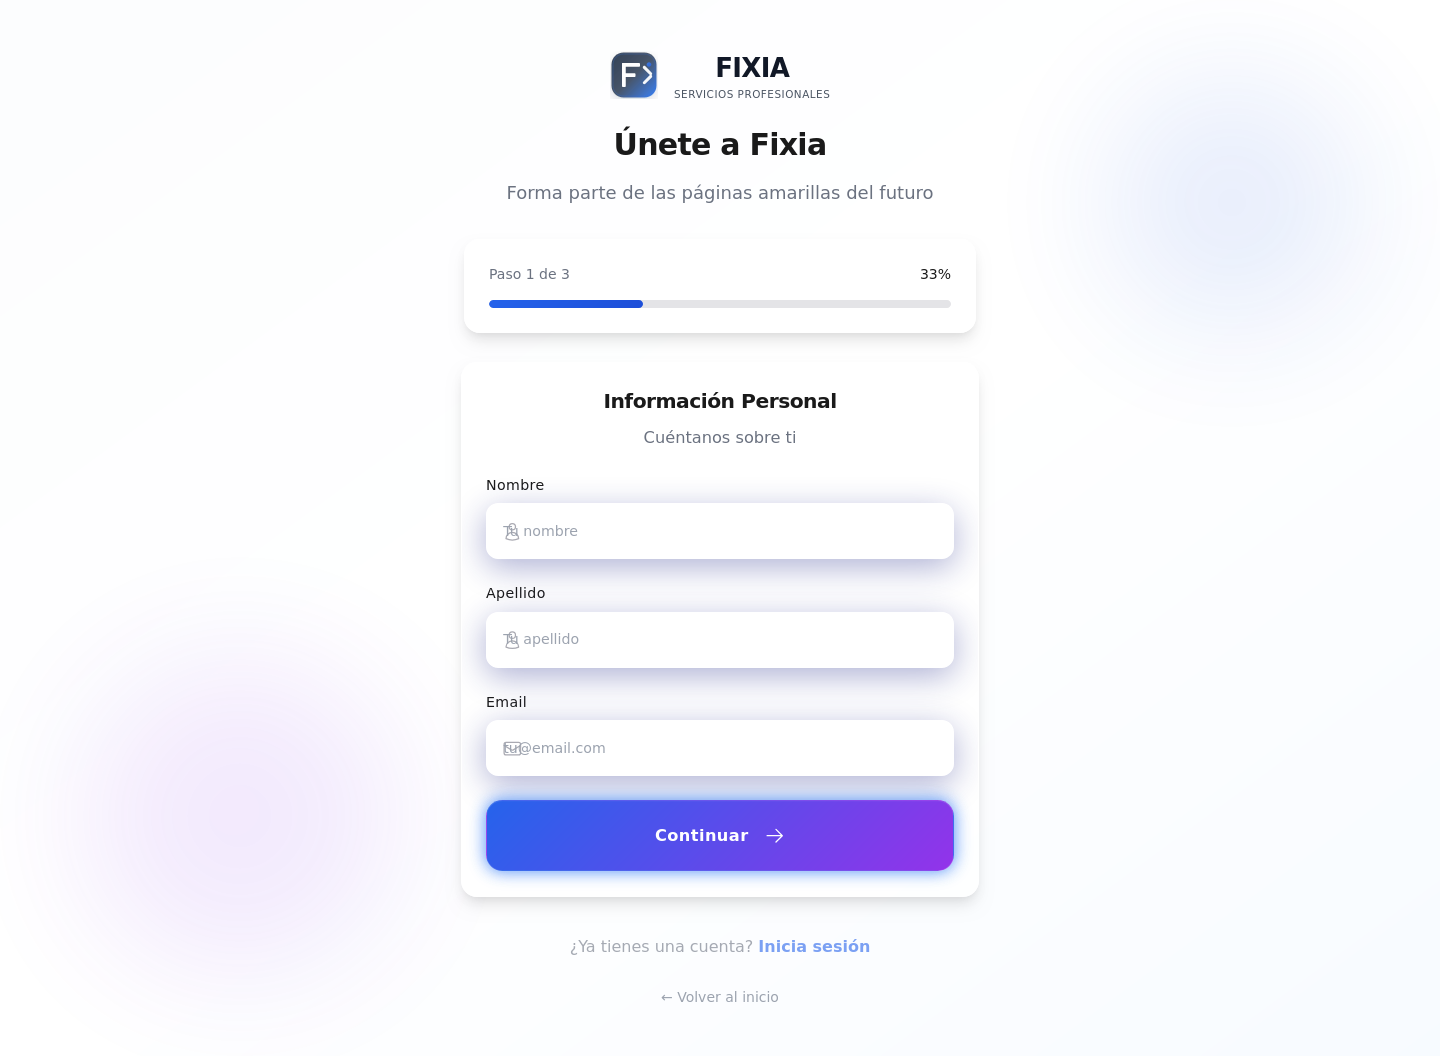 F
FIXIA
SERVICIOS PROFESIONALES
Únete a Fixia
Forma parte de las páginas amarillas del futuro
Paso 1 de 3 33%
Información Personal
Cuéntanos sobre ti
Nombre
Tu nombre
Apellido
Tu apellido
Email
tu@email.com
Continuar →
¿Ya tienes una cuenta? Inicia sesión
← Volver al inicio